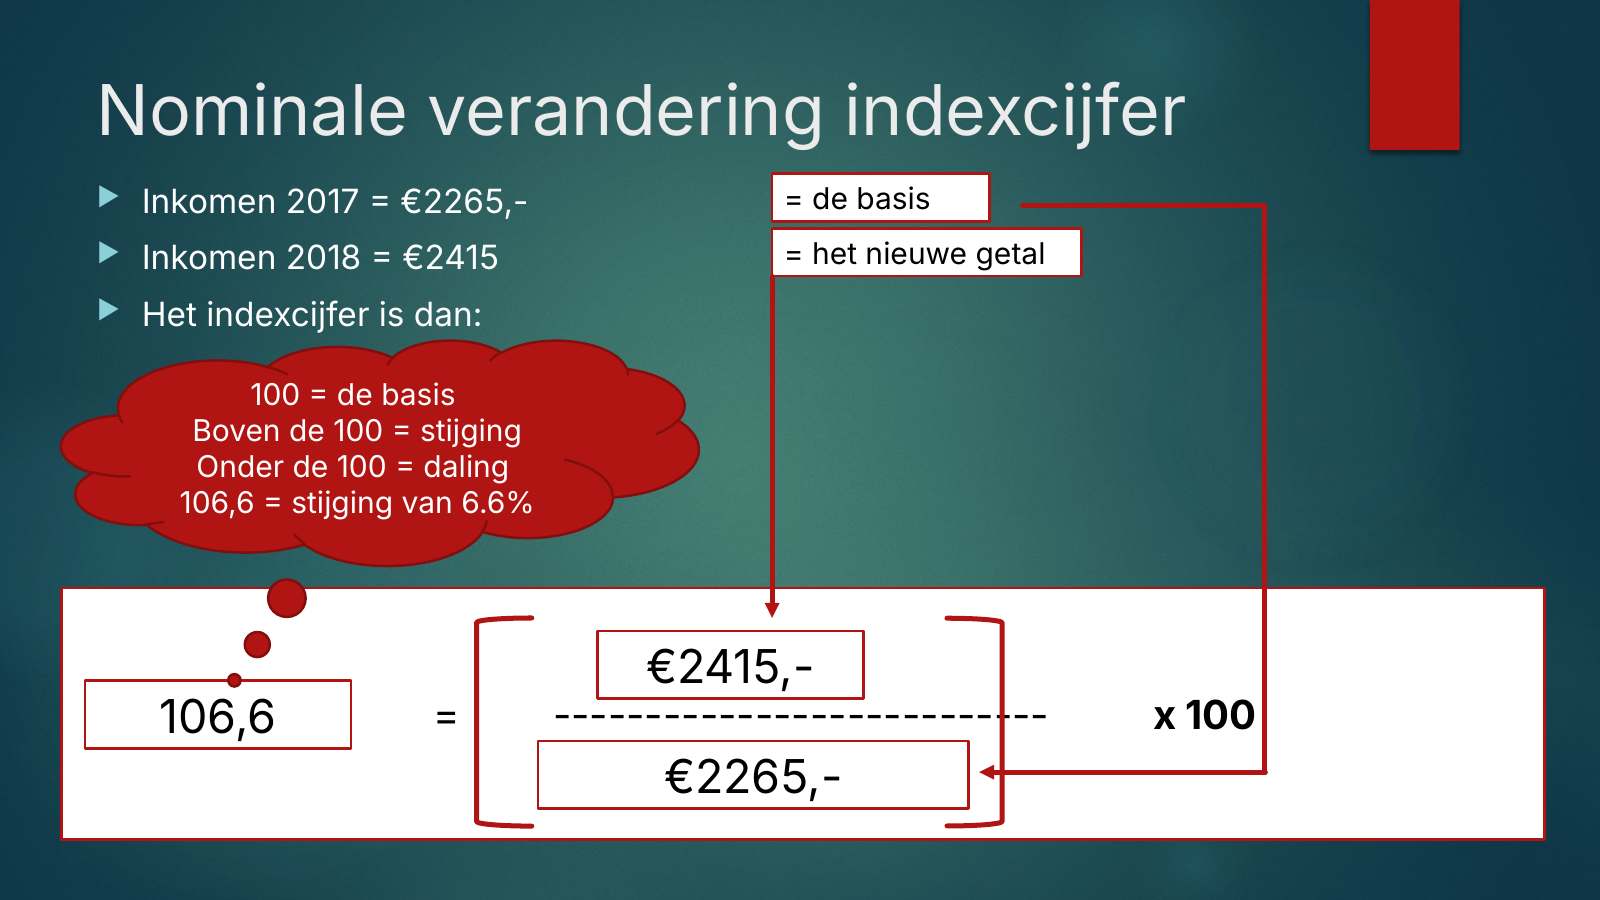 Nominale verandering indexcijfer
Inkomen 2017 = €2265,-
= de basis
Inkomen 2018 = €2415
= het nieuwe getal
Het indexcijfer is dan:
100 = de basis
Boven de 100 = stijging
Onder de 100 = daling
106,6 = stijging van 6.6%
€2415,-
106,6 = --------------------------- x 100
€2265,-